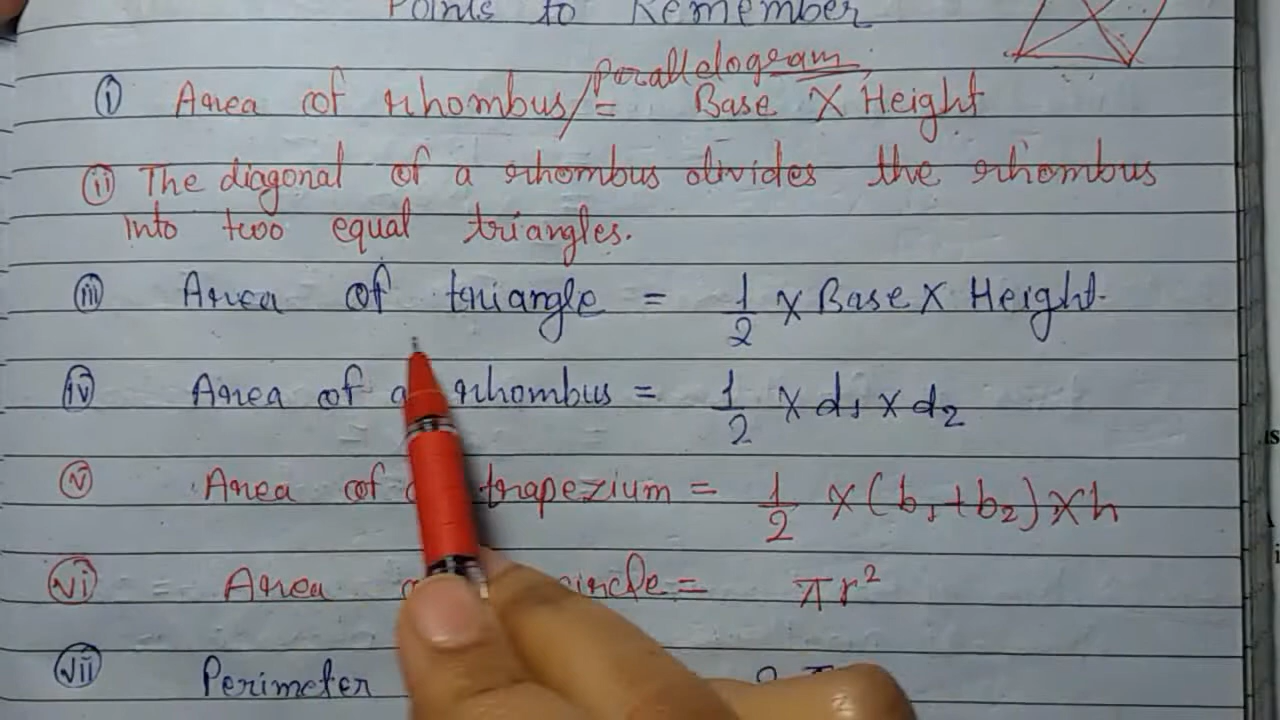 Points to Remember
parallelogram
(i) Area of rhombus/ = Base × Height
(ii) The diagonal of a rhombus divides the rhombus
into two equal triangles.
(iii) Area of triangle = 1/2 × Base × Height
(iv) Area of a rhombus = 1/2 × d1 × d2
(v) Area of trapezium = 1/2 × (b1 + b2) × h
(vi) = Area circle = πr²
(vii) Perimeter 2 π